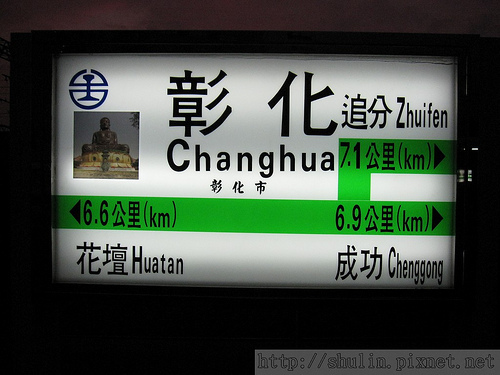 彰化
追分 Zhuifen
Changhua
7.1公里(km)▶
彰化市
◀6.6公里(km)
6.9公里(km)▶
花壇 Huatan
成功 Chenggong
http://shulin.pixnet.net